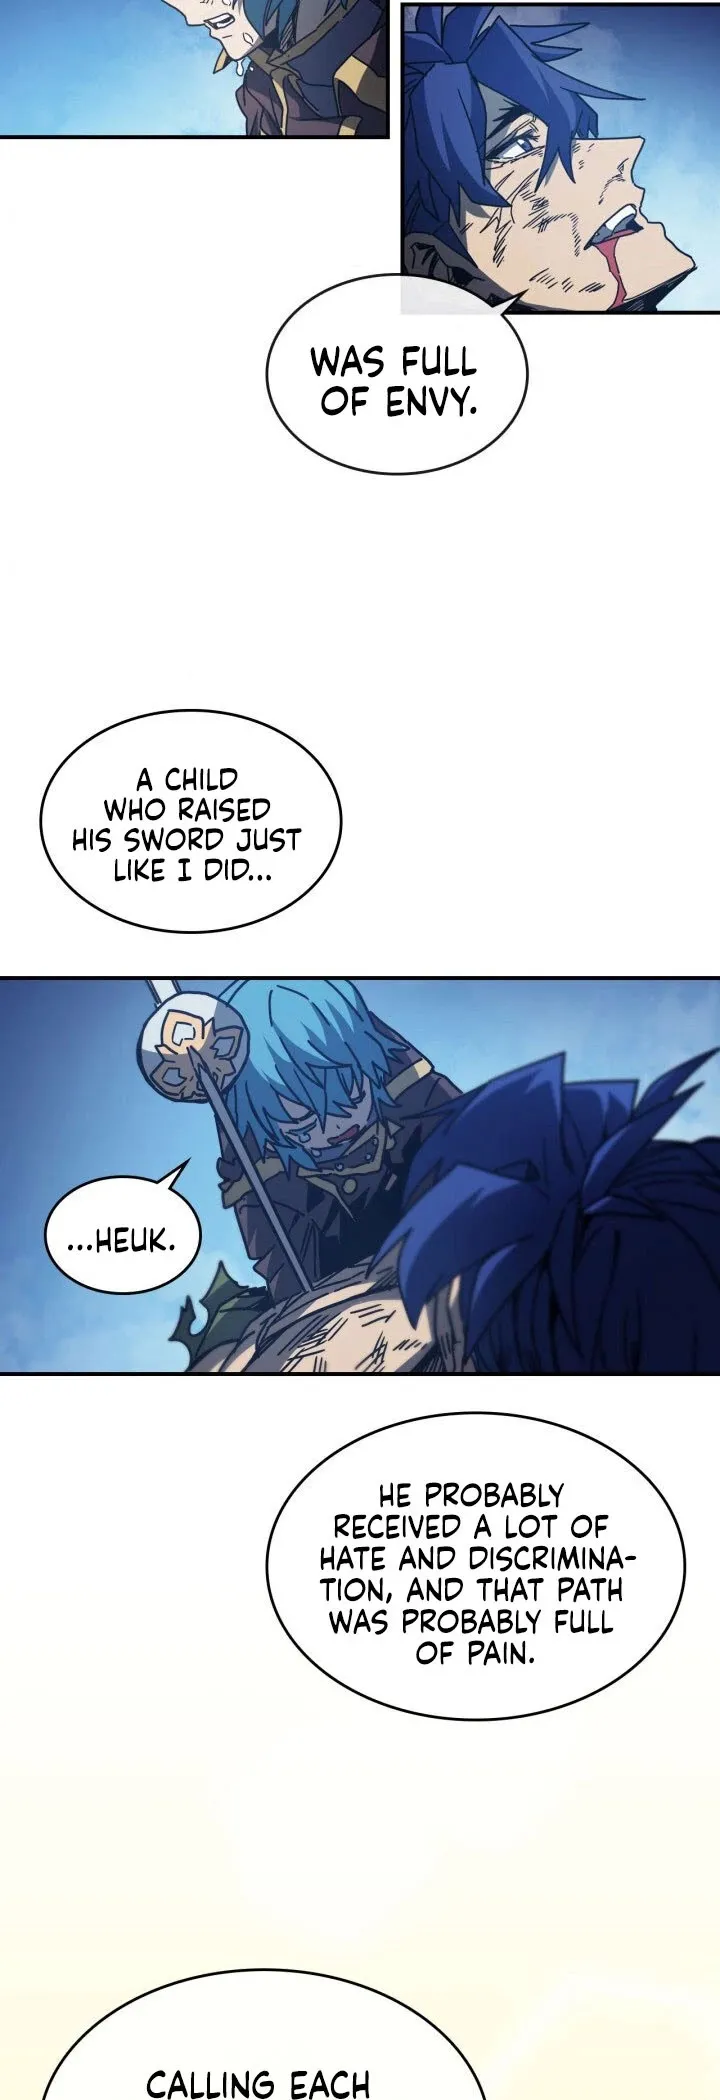 WAS FULL
OF ENVY.
A CHILD
WHO RAISED
HIS SWORD JUST
LIKE I DID...
...HEUK.
HE PROBABLY
RECEIVED A LOT OF
HATE AND DISCRIMINA-
TION, AND THAT PATH
WAS PROBABLY FULL
OF PAIN.
CALLING EACH